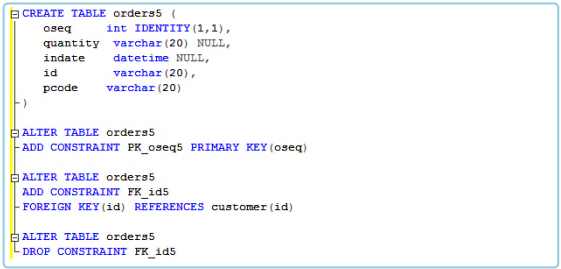 CREATE TABLE orders5 (
oseq int IDENTITY(1,1),
quantity varchar(20) NULL,
indate datetime NULL,
id varchar(20),
pcode varchar(20)
)
ALTER TABLE orders5
ADD CONSTRAINT PK_oseq5 PRIMARY KEY(oseq)
ALTER TABLE orders5
ADD CONSTRAINT FK_id5
FOREIGN KEY(id) REFERENCES customer(id)
ALTER TABLE orders5
DROP CONSTRAINT FK_id5